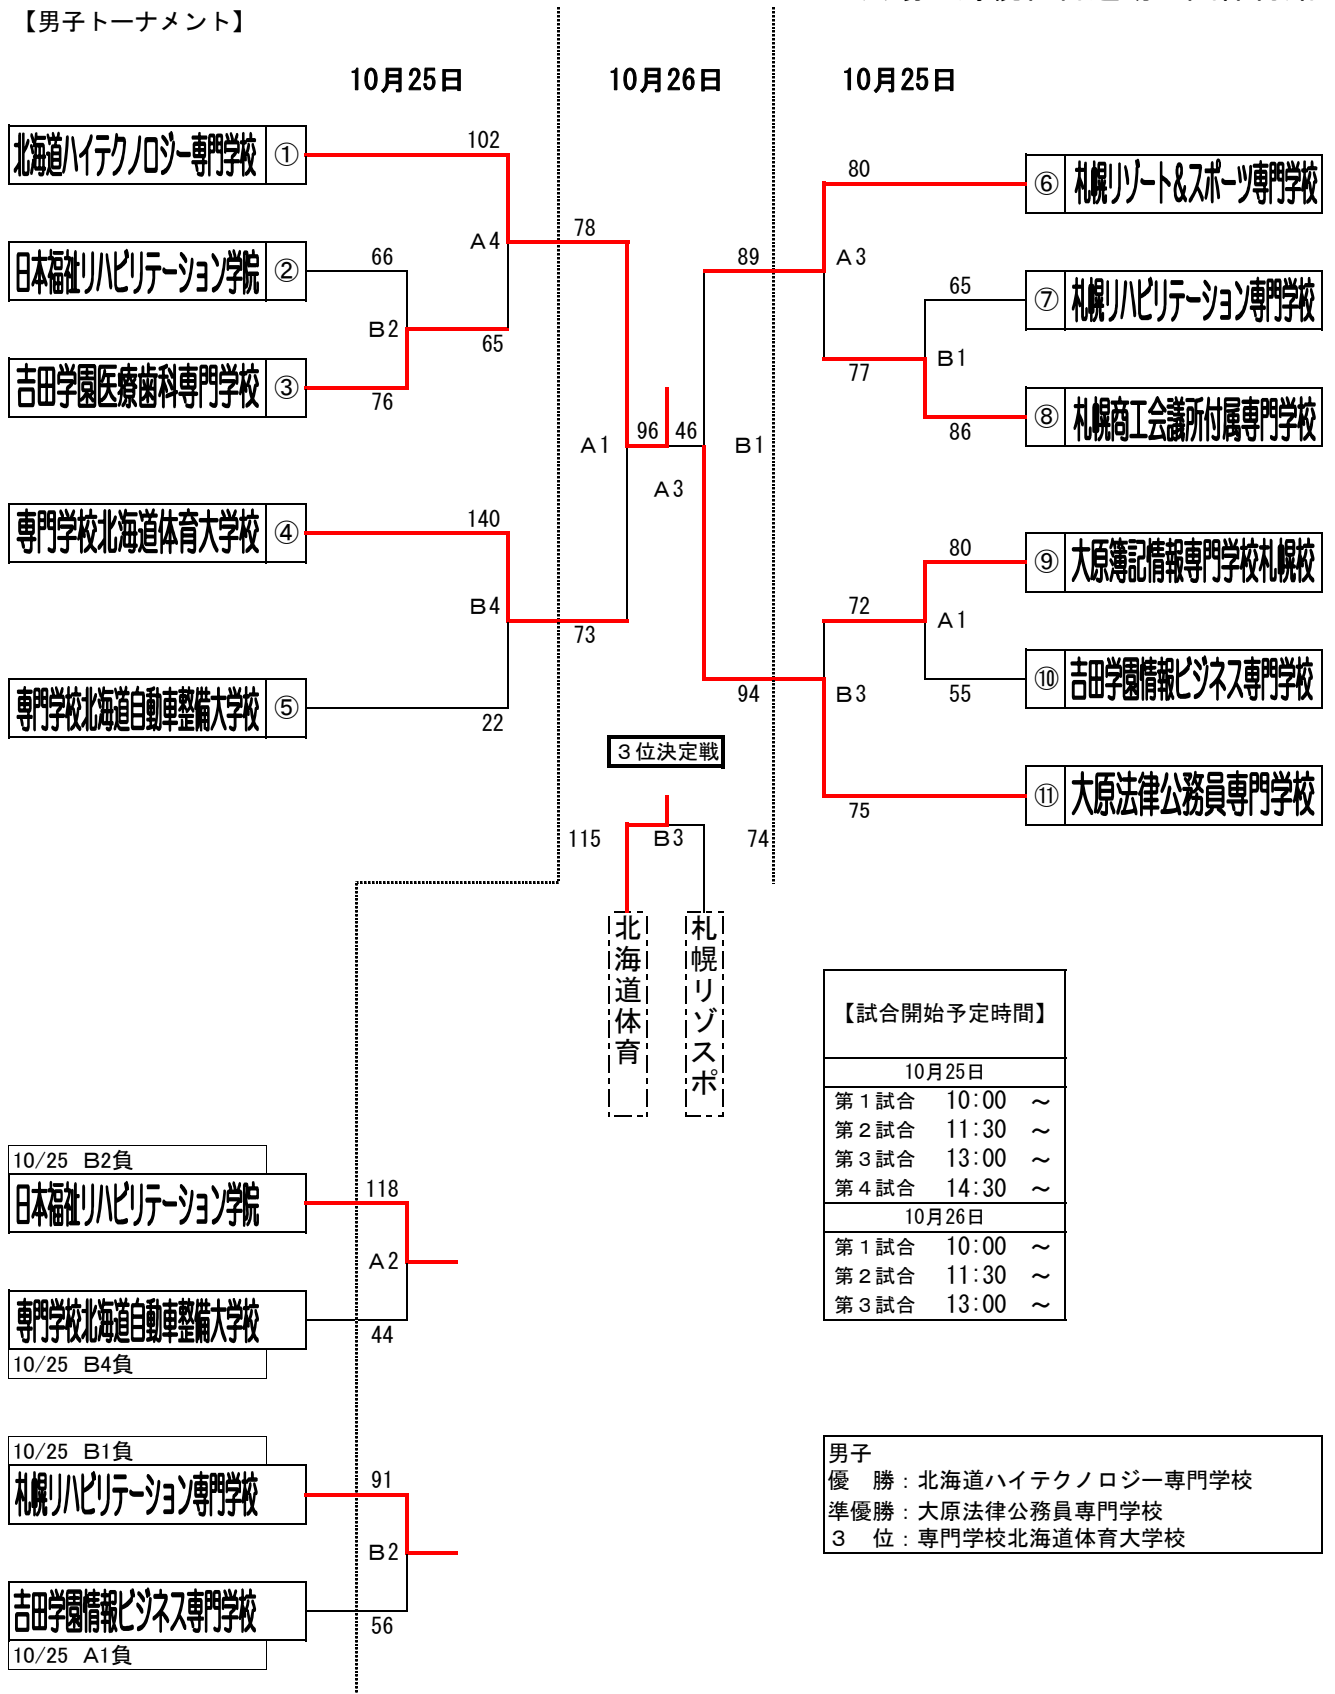 【男子トーナメント】
10月25日
10月26日
10月25日
北海道ハイテクノロジー専門学校 ①
102
80
⑥ 札幌リゾート&スポーツ専門学校
78
A4
日本福祉リハビリテーション学院 ②
66
89
A3
65
⑦ 札幌リハビリテーション専門学校
B2
65
B1
77
吉田学園医療歯科専門学校 ③
76
86
⑧ 札幌商工会議所付属専門学校
A1
96
46
B1
A3
専門学校北海道体育大学校 ④
140
80
⑨ 大原簿記情報専門学校札幌校
B4
72
A1
73
専門学校北海道自動車整備大学校 ⑤
22
94
B3
55
⑩ 吉田学園情報ビジネス専門学校
3位決定戦
75
⑪ 大原法律公務員専門学校
115
B3
74
北海道体育
札幌リゾスポ
【試合開始予定時間】
10月25日
第1試合 10:00 ～
第2試合 11:30 ～
第3試合 13:00 ～
第4試合 14:30 ～
10月26日
第1試合 10:00 ～
第2試合 11:30 ～
第3試合 13:00 ～
10/25 B2負
日本福祉リハビリテーション学院
118
A2
専門学校北海道自動車整備大学校
44
10/25 B4負
10/25 B1負
札幌リハビリテーション専門学校
91
B2
吉田学園情報ビジネス専門学校
56
10/25 A1負
男子
優 勝：北海道ハイテクノロジー専門学校
準優勝：大原法律公務員専門学校
3 位：専門学校北海道体育大学校